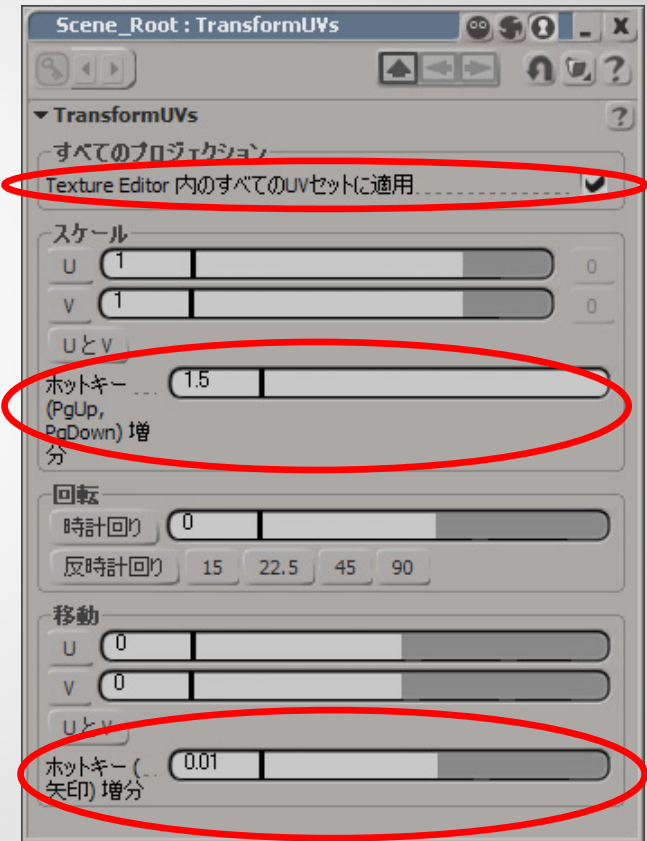 Scene_Root : TransformUVs
TransformUVs
すべてのプロジェクション
Texture Editor 内のすべてのUVセットに適用
スケール
U 1 0
V 1 0
UとV
ホットキー ... 1.5
(PgUp,
PgDown) 増
分
回転
時計回り 0
反時計回り 15 22.5 45 90
移動
U 0
V 0
UとV
ホットキー (... 0.01
矢印) 増分